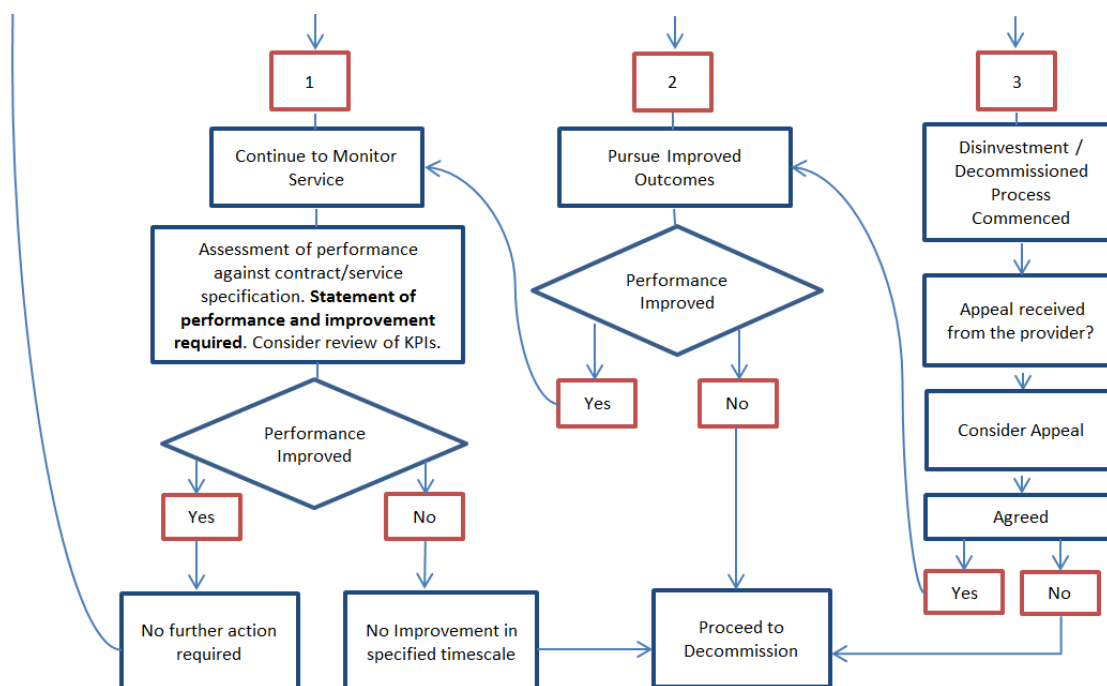 1
2
3
Continue to Monitor
Service
Pursue Improved
Outcomes
Disinvestment /
Decommissioned
Process
Commenced
Assessment of performance
against contract/service
specification. Statement of
performance and improvement
required. Consider review of KPIs.
Performance
Improved
Appeal received
from the provider?
Yes
No
Consider Appeal
Performance
Improved
Yes
No
Agreed
Yes
No
No further action
required
No Improvement in
specified timescale
Proceed to
Decommission